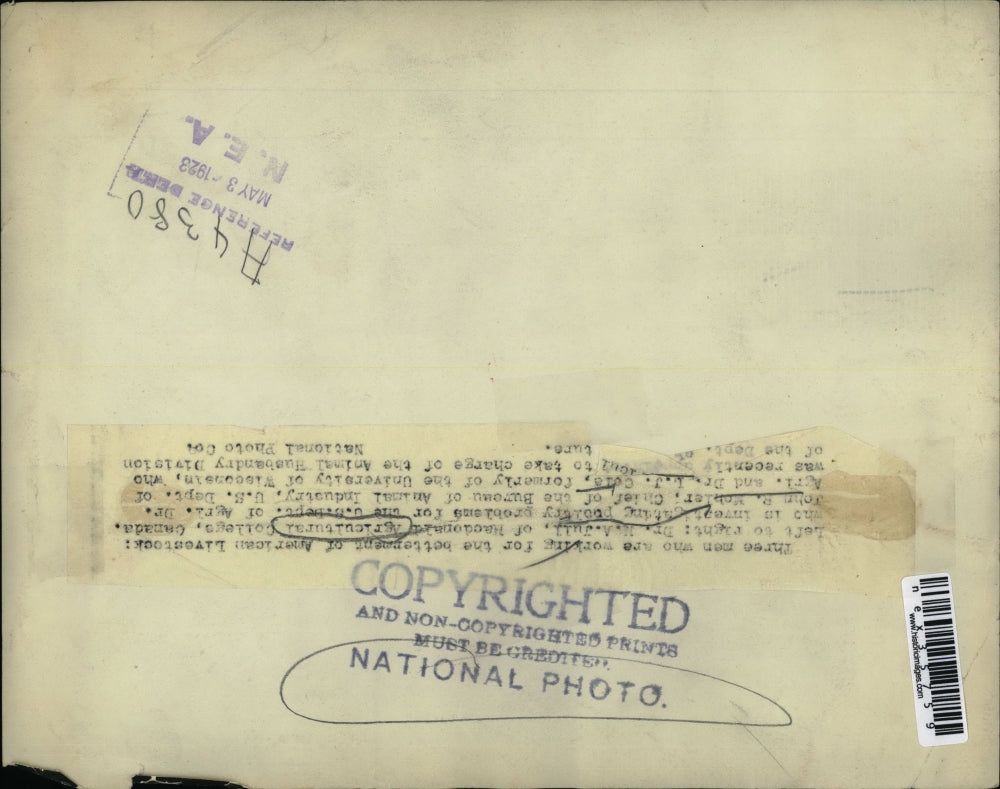 Three men who are working for the betterment of American livestock:
Left to right: Dr. M.A.Jull, of Macdonald Agricultural College, Canada,
who is investigating poultry problems for the U.S.Dept. of Agri. Dr.
John R. Mohler, Chief of the Bureau of Animal Industry, U.S. Dept. of
Agri. and Dr. L.J. Cole, formerly of the University of Wisconsin, who
was recently to take charge of the Animal Husbandry Division
of the Dept. ture.
National Photo Co.
COPYRIGHTED
AND NON-COPYRIGHTED PRINTS
MUST BE CREDITED
NATIONAL PHOTO.
A4380
REFERENCE DEPT.
MAY 3 - 1923
N. E. A.
nex35759
www.historicimages.com